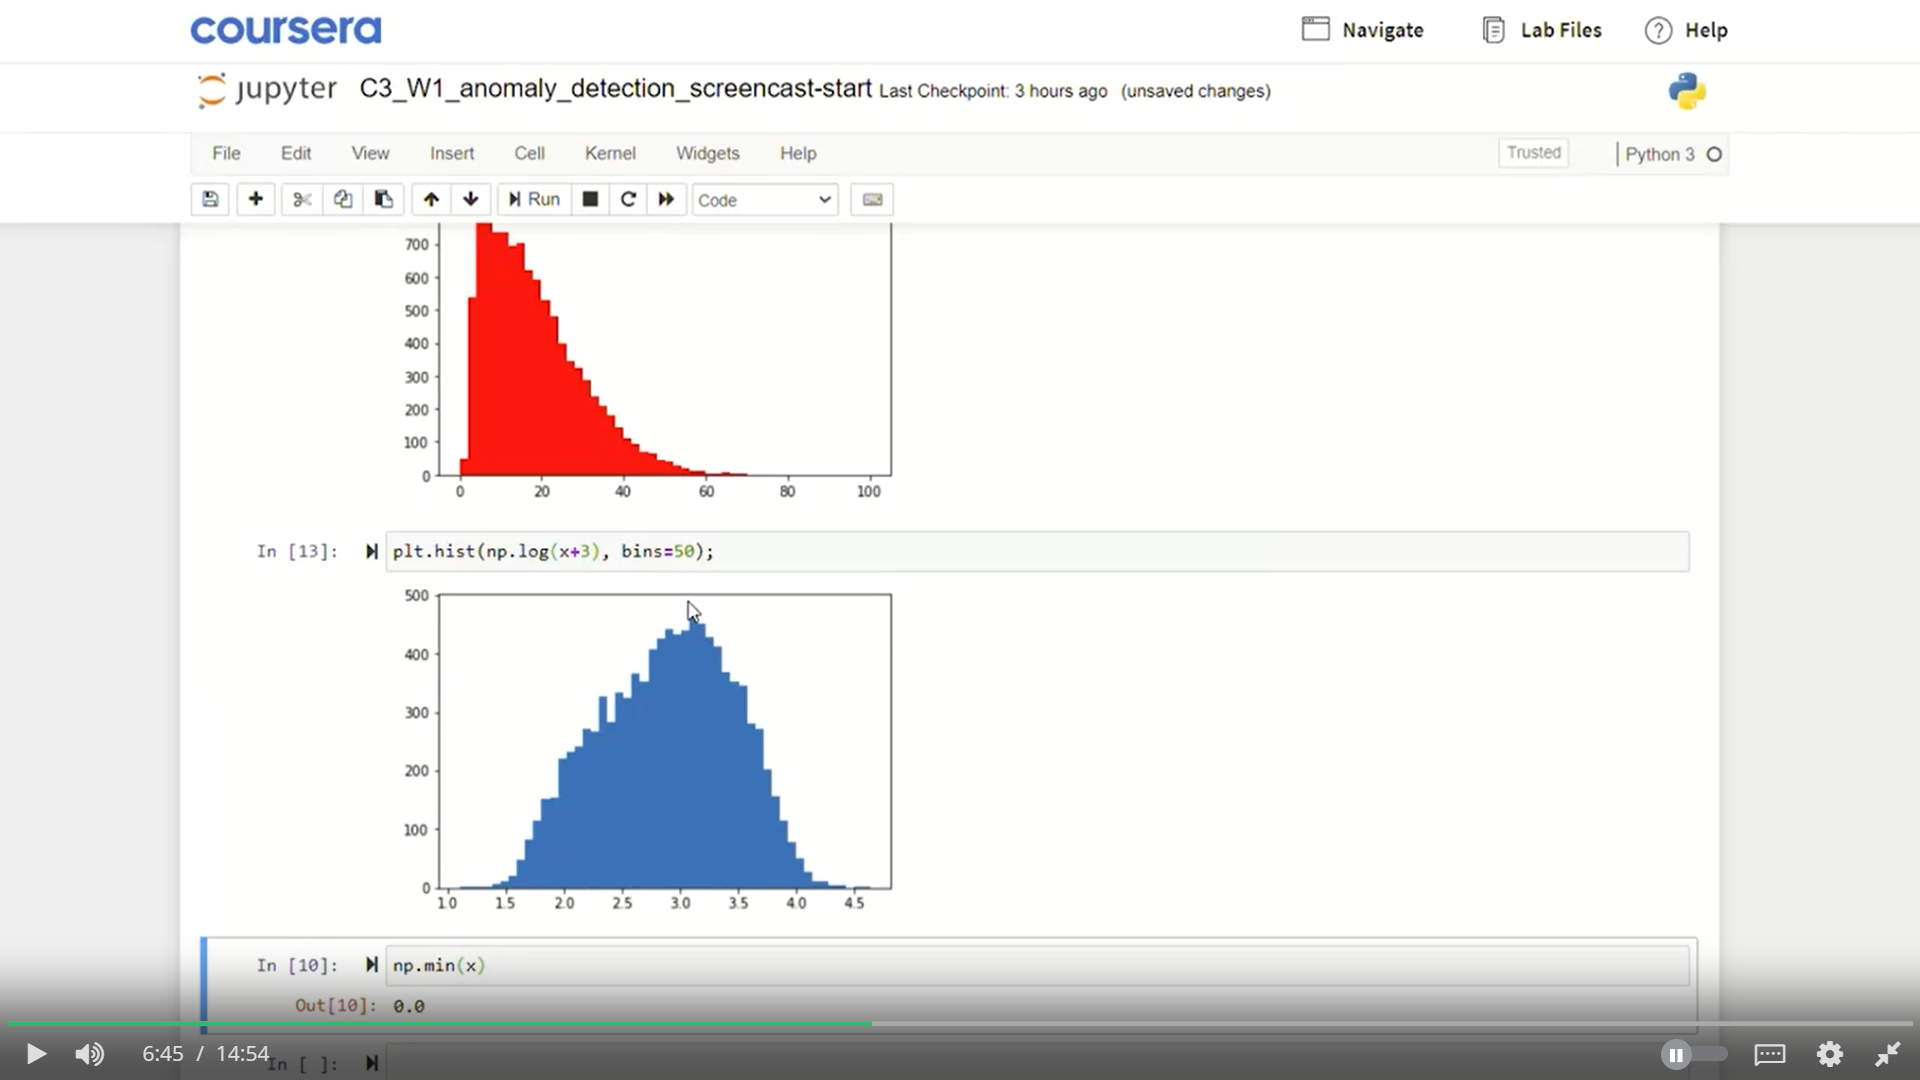 coursera
Navigate
Lab Files
? Help
jupyter C3_W1_anomaly_detection_screencast-start Last Checkpoint: 3 hours ago (unsaved changes)
File Edit View Insert Cell Kernel Widgets Help
Trusted
Python 3
Run
Code
700
600
500
400
300
200
100
0
0 20 40 60 80 100
In [13]: plt.hist(np.log(x+3), bins=50);
500
400
300
200
100
0
1.0 1.5 2.0 2.5 3.0 3.5 4.0 4.5
In [10]: np.min(x)
Out[10]: 0.0
6:45 / 14:54
In [ ]: